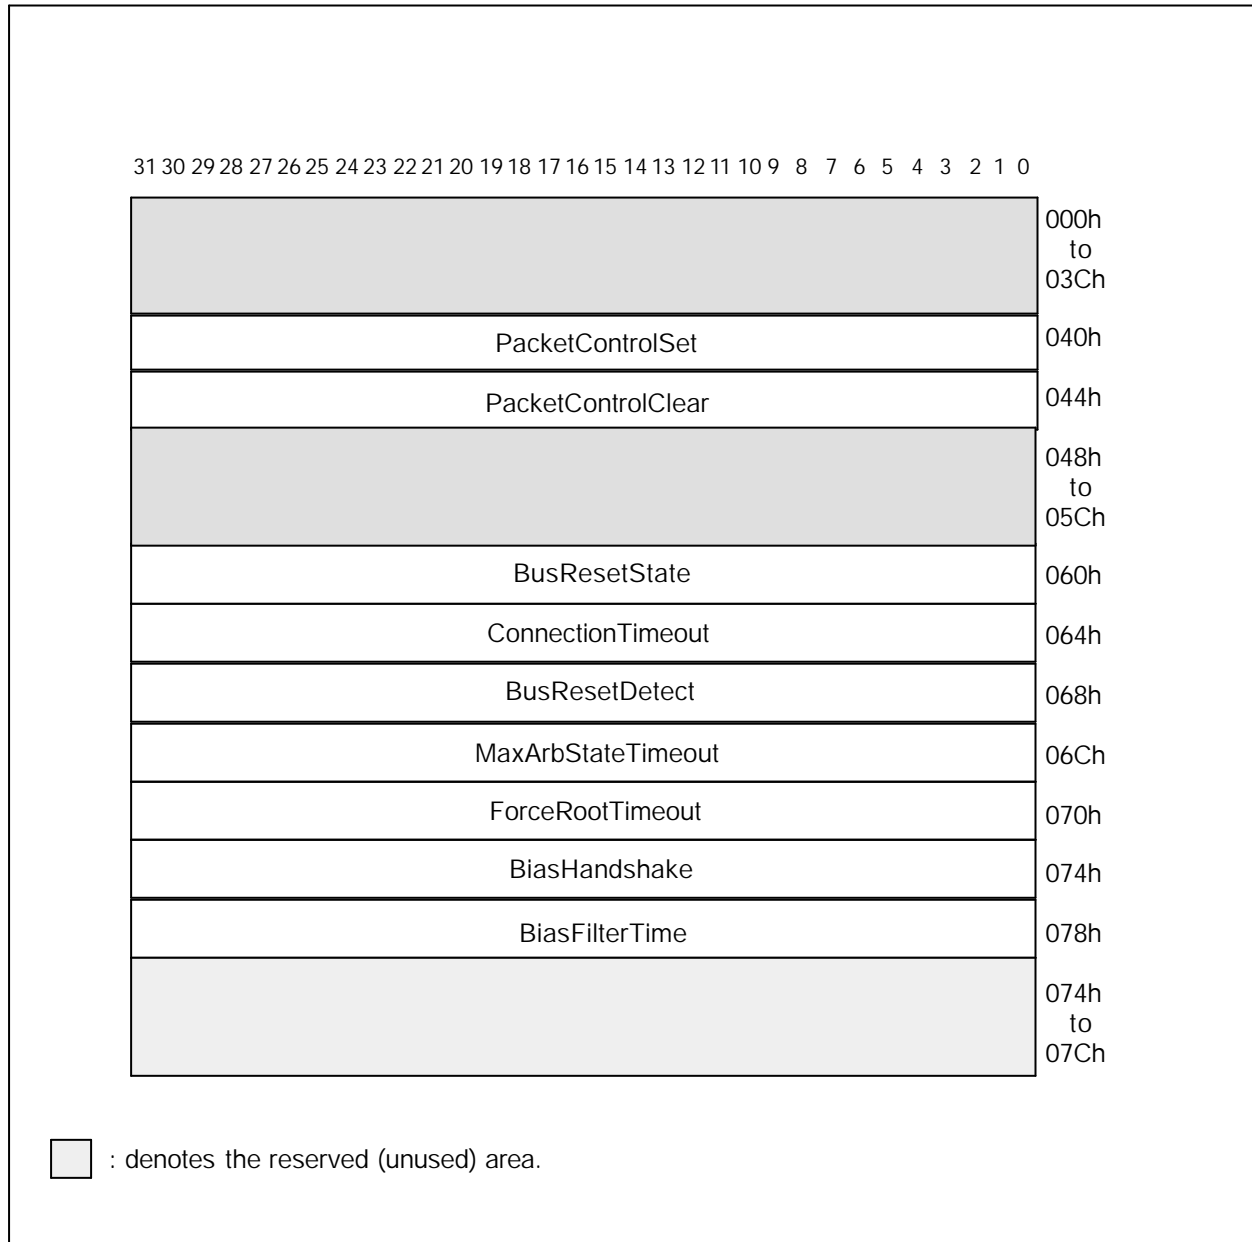 31 30 29 28 27 26 25 24 23 22 21 20 19 18 17 16 15 14 13 12 11 10 9 8 7 6 5 4 3 2 1 0
000h
to
03Ch
PacketControlSet 040h
PacketControlClear 044h
048h
to
05Ch
BusResetState 060h
ConnectionTimeout 064h
BusResetDetect 068h
MaxArbStateTimeout 06Ch
ForceRootTimeout 070h
BiasHandshake 074h
BiasFilterTime 078h
074h
to
07Ch
: denotes the reserved (unused) area.